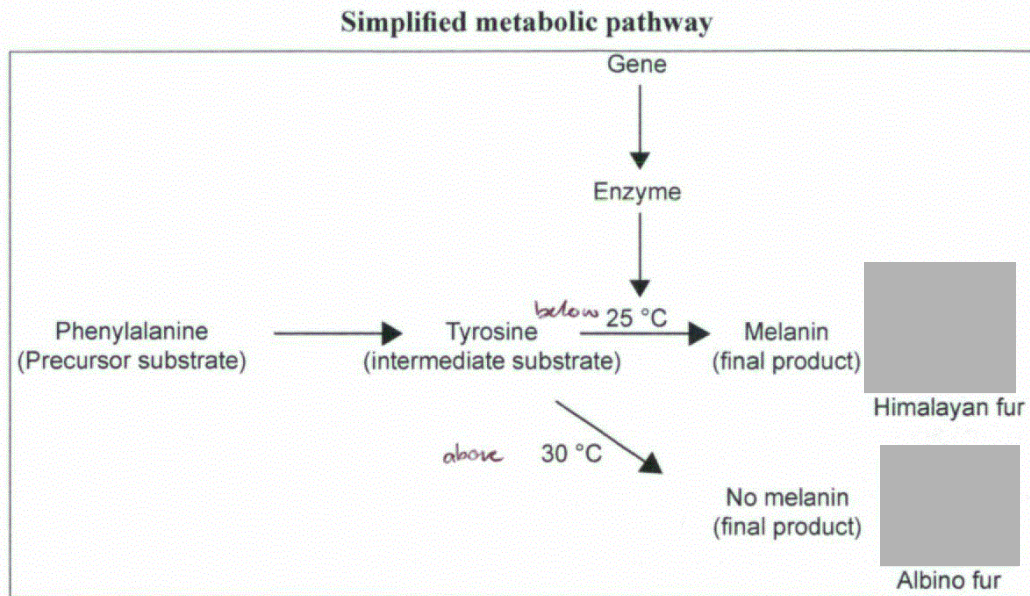 Simplified metabolic pathway
Gene
Enzyme
below 25 °C
Phenylalanine
(Precursor substrate)
Tyrosine
(intermediate substrate)
Melanin
(final product)
Himalayan fur
above 30 °C
No melanin
(final product)
Albino fur